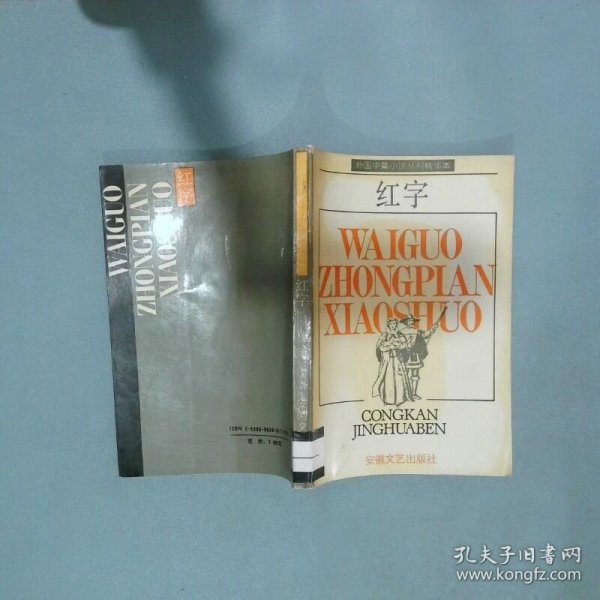 外国中篇小说丛刊精华本
红字
WAIGUO
ZHONGPIAN
XIAOSHUO
CONGKAN
JINGHUABEN
安徽文艺出版社
红字
红字
WAIGUO
ZHONGPIAN
XIAOSHUO
孔夫子旧书网
www.kongfz.com